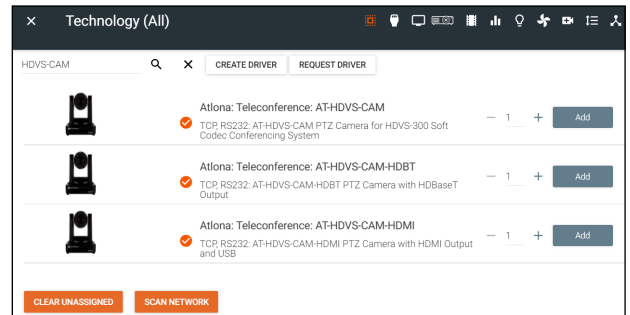 × Technology (All)
HDVS-CAM × CREATE DRIVER REQUEST DRIVER
Atlona: Teleconference: AT-HDVS-CAM
TCP, RS232: AT-HDVS-CAM PTZ Camera for HDVS-300 Soft
Codec Conferencing System
− 1 + Add
Atlona: Teleconference: AT-HDVS-CAM-HDBT
TCP, RS232: AT-HDVS-CAM-HDBT PTZ Camera with HDBaseT
Output
− 1 + Add
Atlona: Teleconference: AT-HDVS-CAM-HDMI
TCP, RS232: AT-HDVS-CAM-HDMI PTZ Camera with HDMI Output
and USB
− 1 + Add
CLEAR UNASSIGNED SCAN NETWORK